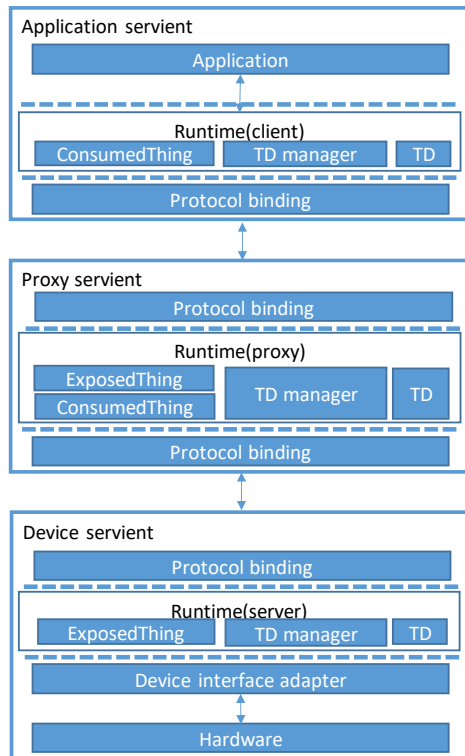 Application servient
Application
Runtime(client)
ConsumedThing TD manager TD
Protocol binding
Proxy servient
Protocol binding
Runtime(proxy)
ExposedThing
ConsumedThing TD manager TD
Protocol binding
Device servient
Protocol binding
Runtime(server)
ExposedThing TD manager TD
Device interface adapter
Hardware